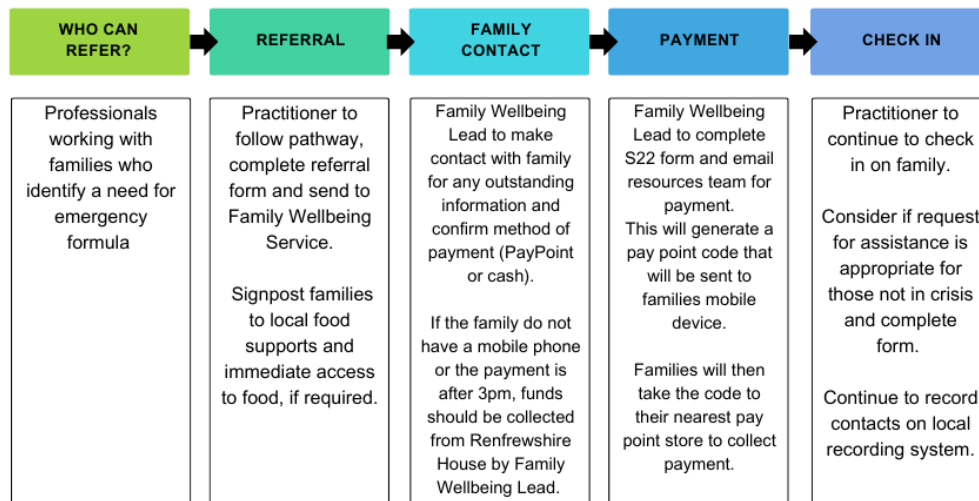 WHO CAN
REFER?
REFERRAL
FAMILY
CONTACT
PAYMENT
CHECK IN
Professionals
working with
families who
identify a need for
emergency
formula
Practitioner to
follow pathway,
complete referral
form and send to
Family Wellbeing
Service.
Signpost families
to local food
supports and
immediate access
to food, if required.
Family Wellbeing
Lead to make
contact with family
for any outstanding
information and
confirm method of
payment (PayPoint
or cash).
If the family do not
have a mobile phone
or the payment is
after 3pm, funds
should be collected
from Renfrewshire
House by Family
Wellbeing Lead.
Family Wellbeing
Lead to complete
S22 form and email
resources team for
payment.
This will generate a
pay point code that
will be sent to
families mobile
device.
Families will then
take the code to
their nearest pay
point store to collect
payment.
Practitioner to
continue to check
in on family.
Consider if request
for assistance is
appropriate for
those not in crisis
and complete
form.
Continue to record
contacts on local
recording system.